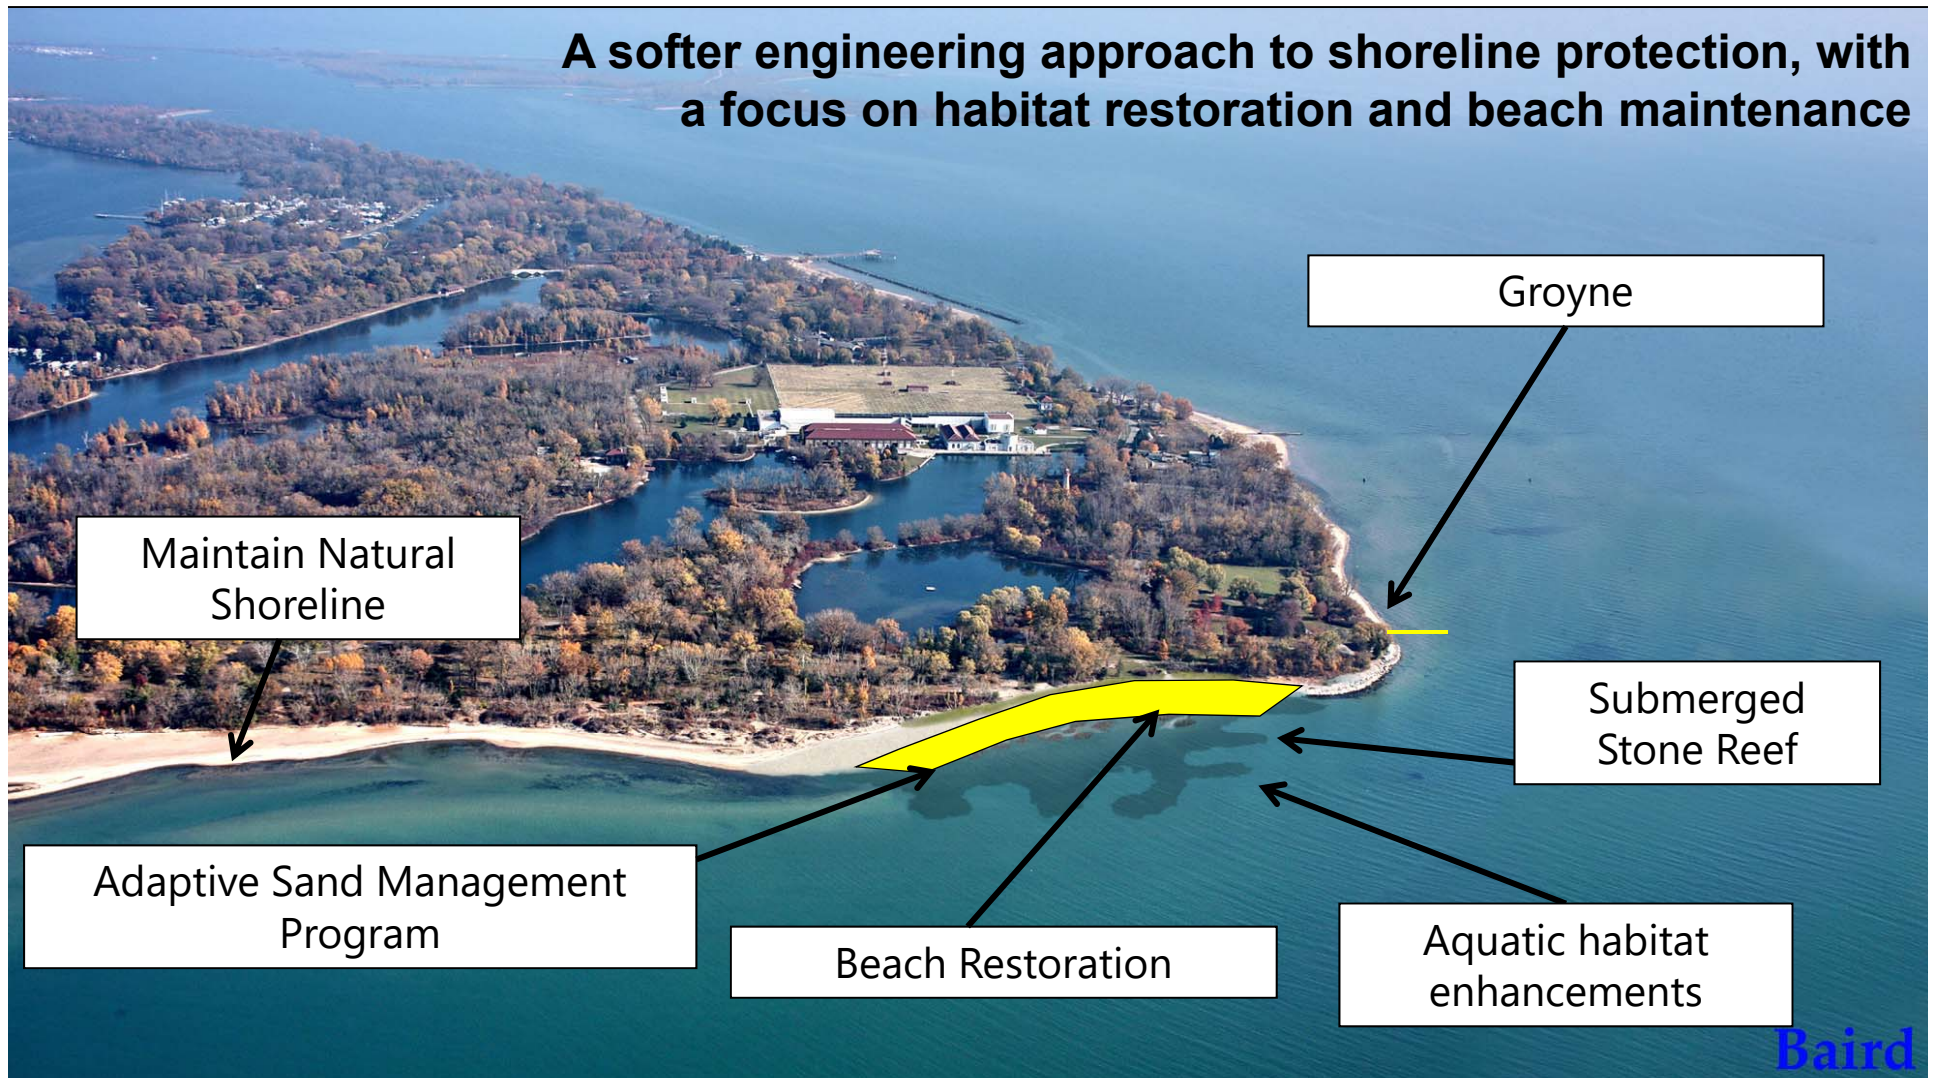 A softer engineering approach to shoreline protection, with
a focus on habitat restoration and beach maintenance
Groyne
Maintain Natural
Shoreline
Submerged
Stone Reef
Adaptive Sand Management
Program
Beach Restoration
Aquatic habitat
enhancements
Baird